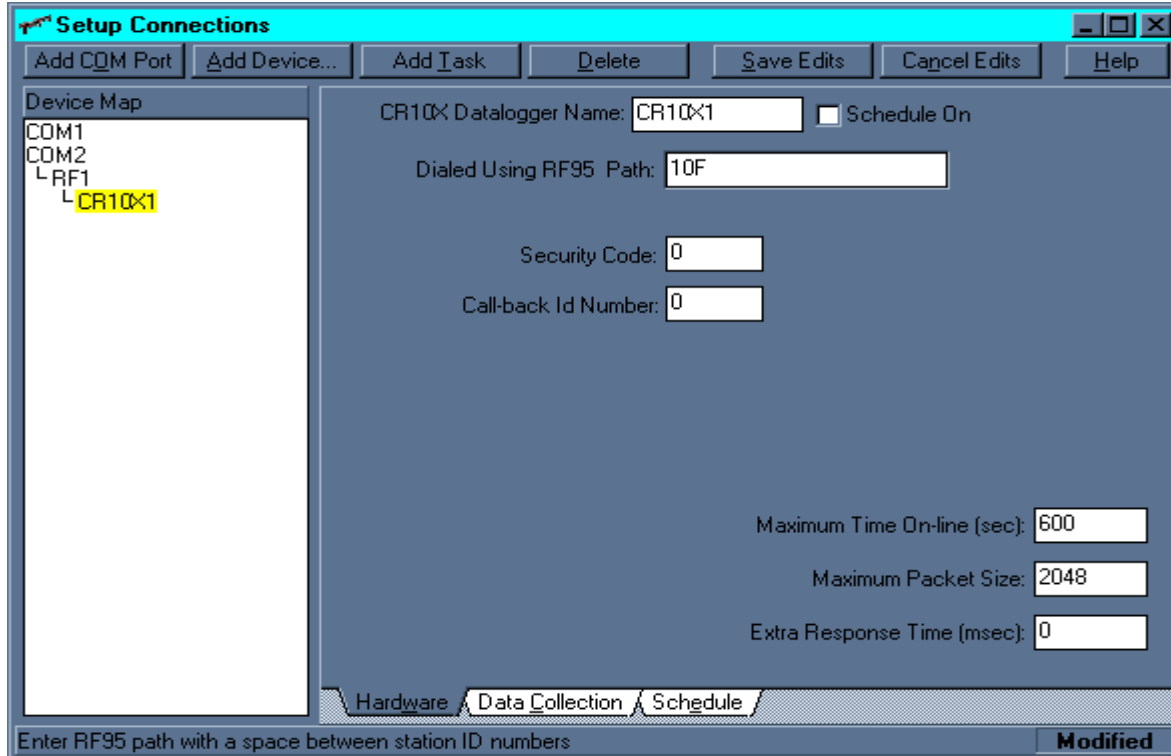 Setup Connections
Add COM Port Add Device... Add Task Delete Save Edits Cancel Edits Help
Device Map
COM1
COM2
RF1
CR10X1
CR10X Datalogger Name: CR10X1 Schedule On
Dialed Using RF95 Path: 10F
Security Code: 0
Call-back Id Number: 0
Maximum Time On-line (sec): 600
Maximum Packet Size: 2048
Extra Response Time (msec): 0
Hardware Data Collection Schedule
Enter RF95 path with a space between station ID numbers Modified